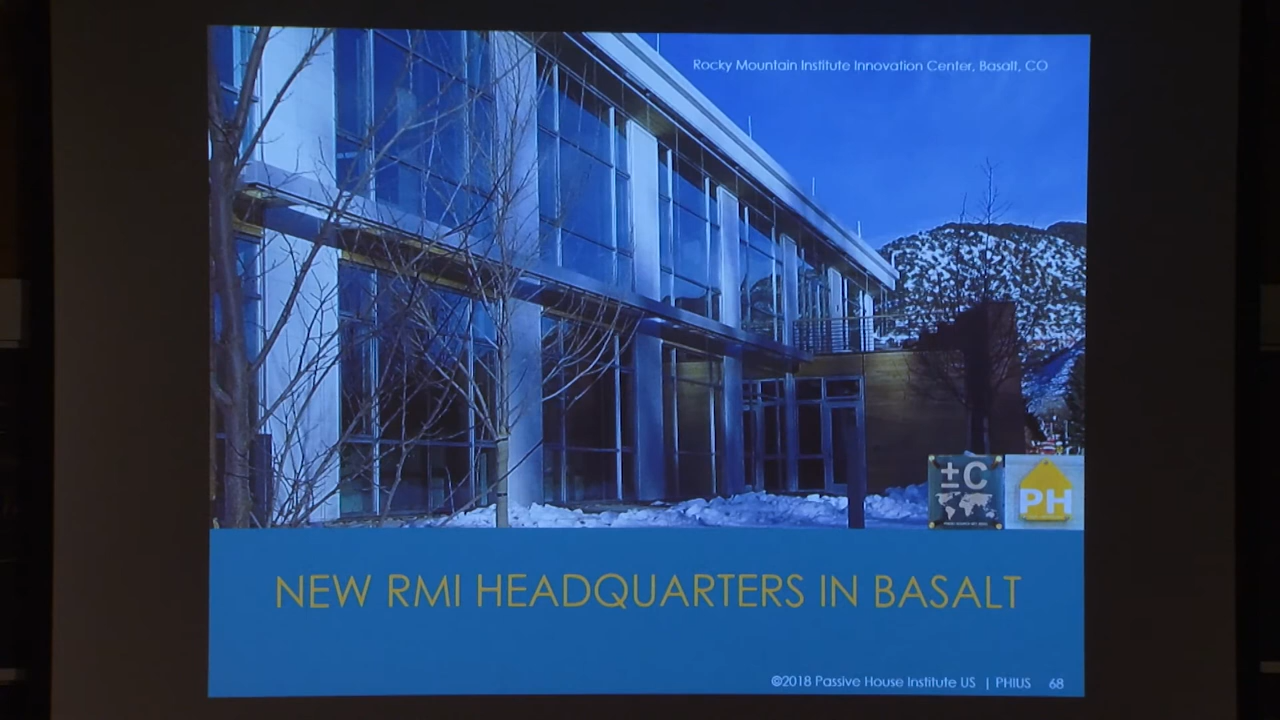 Rocky Mountain Institute Innovation Center, Basalt, CO
±C
PH
NEW RMI HEADQUARTERS IN BASALT
©2018 Passive House Institute US | PHIUS 68